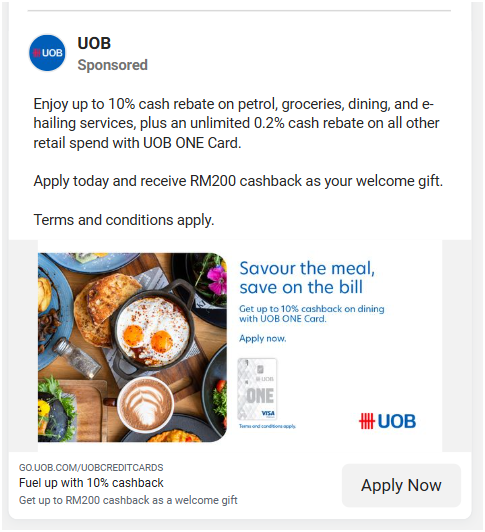 UOB
UOB
Sponsored
Enjoy up to 10% cash rebate on petrol, groceries, dining, and e-
hailing services, plus an unlimited 0.2% cash rebate on all other
retail spend with UOB ONE Card.
Apply today and receive RM200 cashback as your welcome gift.
Terms and conditions apply.
Savour the meal,
save on the bill
Get up to 10% cashback on dining
with UOB ONE Card.
Apply now.
UOB
ONE
VISA
Terms and conditions apply.
UOB
GO.UOB.COM/UOBCREDITCARDS
Fuel up with 10% cashback
Get up to RM200 cashback as a welcome gift
Apply Now